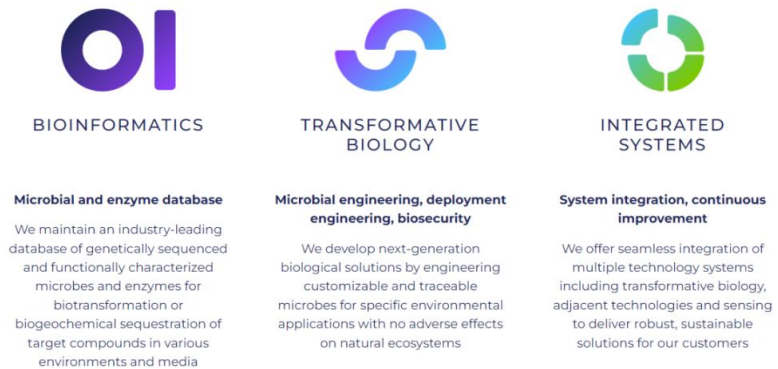 BIOINFORMATICS
Microbial and enzyme database
We maintain an industry-leading
database of genetically sequenced
and functionally characterized
microbes and enzymes for
biotransformation or
biogeochemical sequestration of
target compounds in various
environments and media
TRANSFORMATIVE
BIOLOGY
Microbial engineering, deployment
engineering, biosecurity
We develop next-generation
biological solutions by engineering
customizable and traceable
microbes for specific environmental
applications with no adverse effects
on natural ecosystems
INTEGRATED
SYSTEMS
System integration, continuous
improvement
We offer seamless integration of
multiple technology systems
including transformative biology,
adjacent technologies and sensing
to deliver robust, sustainable
solutions for our customers